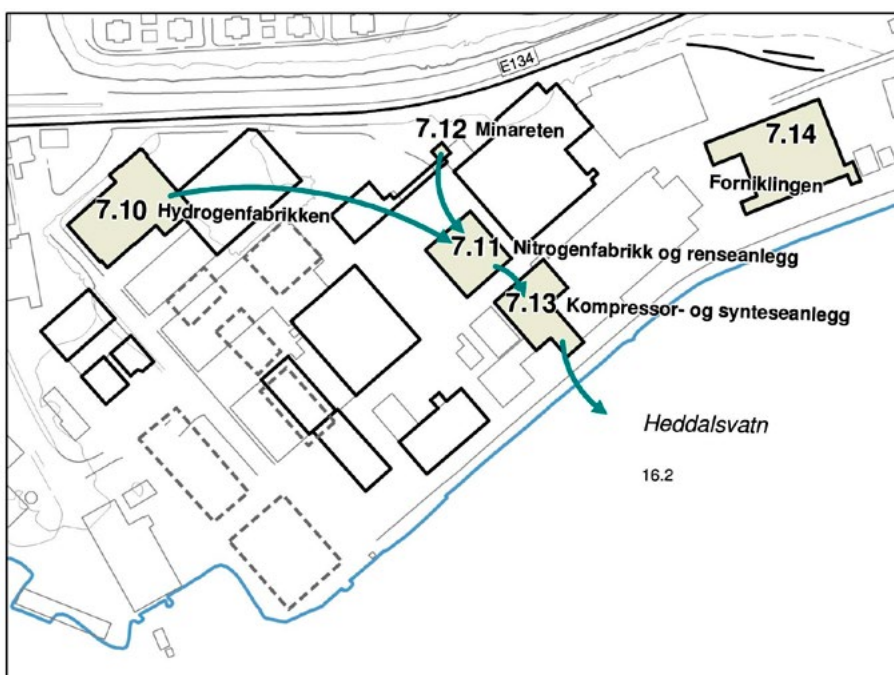 E134
7.12 Minareten
7.14
Forniklingen
7.10 Hydrogenfabrikken
7.11 Nitrogenfabrikk og renseanlegg
7.13 Kompressor- og synteseanlegg
Heddalsvatn
16.2